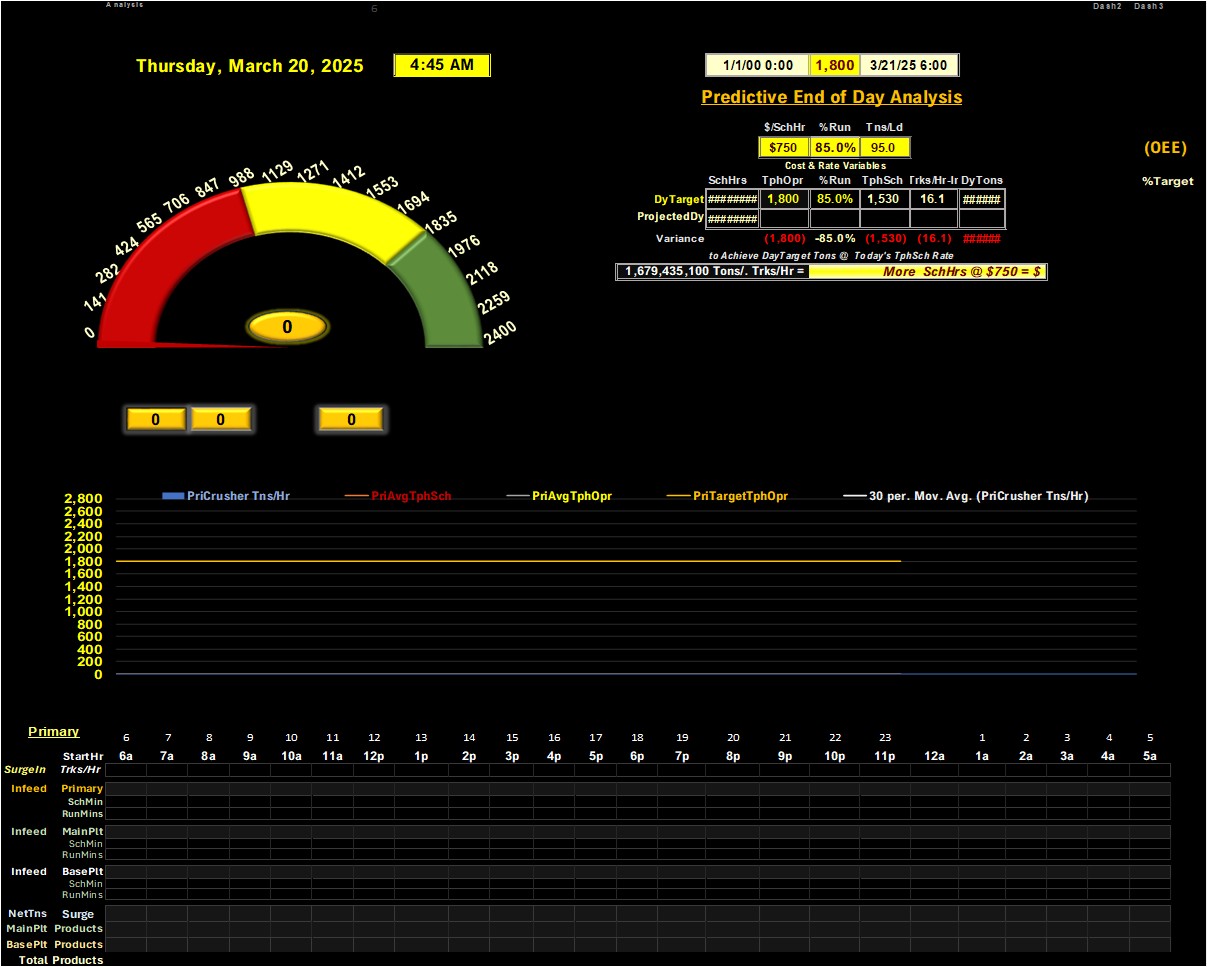 Analysis 6 Dash2 Dash3
Thursday, March 20, 2025 4:45 AM 1/1/00 0:00 1,800 3/21/25 6:00
Predictive End of Day Analysis
$/SchHr %Run Tns/Ld
$750 85.0% 95.0 (OEE)
Cost & Rate Variables
SchHrs TphOpr %Run TphSch Trks/Hr-Ir DyTons %Target
DyTarget ######## 1,800 85.0% 1,530 16.1 ######
ProjectedDy ########
Variance (1,800) -85.0% (1,530) (16.1) ######
to Achieve DayTarget Tons @ Today's TphSch Rate
1,679,435,100 Tons/. Trks/Hr = More SchHrs @ $750 = $
0 141 282 424 565 706 847 988 1129 1271 1412 1553 1694 1835 1976 2118 2259 2400
0
0 0 0
PriCrusher Tns/Hr PriAvgTphSch PriAvgTphOpr PriTargetTphOpr 30 per. Mov. Avg. (PriCrusher Tns/Hr)
2,800
2,600
2,400
2,200
2,000
1,800
1,600
1,400
1,200
1,000
800
600
400
200
0
Primary 6 7 8 9 10 11 12 13 14 15 16 17 18 19 20 21 22 23 1 2 3 4 5
StartHr 6a 7a 8a 9a 10a 11a 12p 1p 2p 3p 4p 5p 6p 7p 8p 9p 10p 11p 12a 1a 2a 3a 4a 5a
SurgeIn Trks/Hr
Infeed Primary
SchMin
RunMins
Infeed MainPlt
SchMin
RunMins
Infeed BasePlt
SchMin
RunMins
NetTns Surge
MainPlt Products
BasePlt Products
Total Products